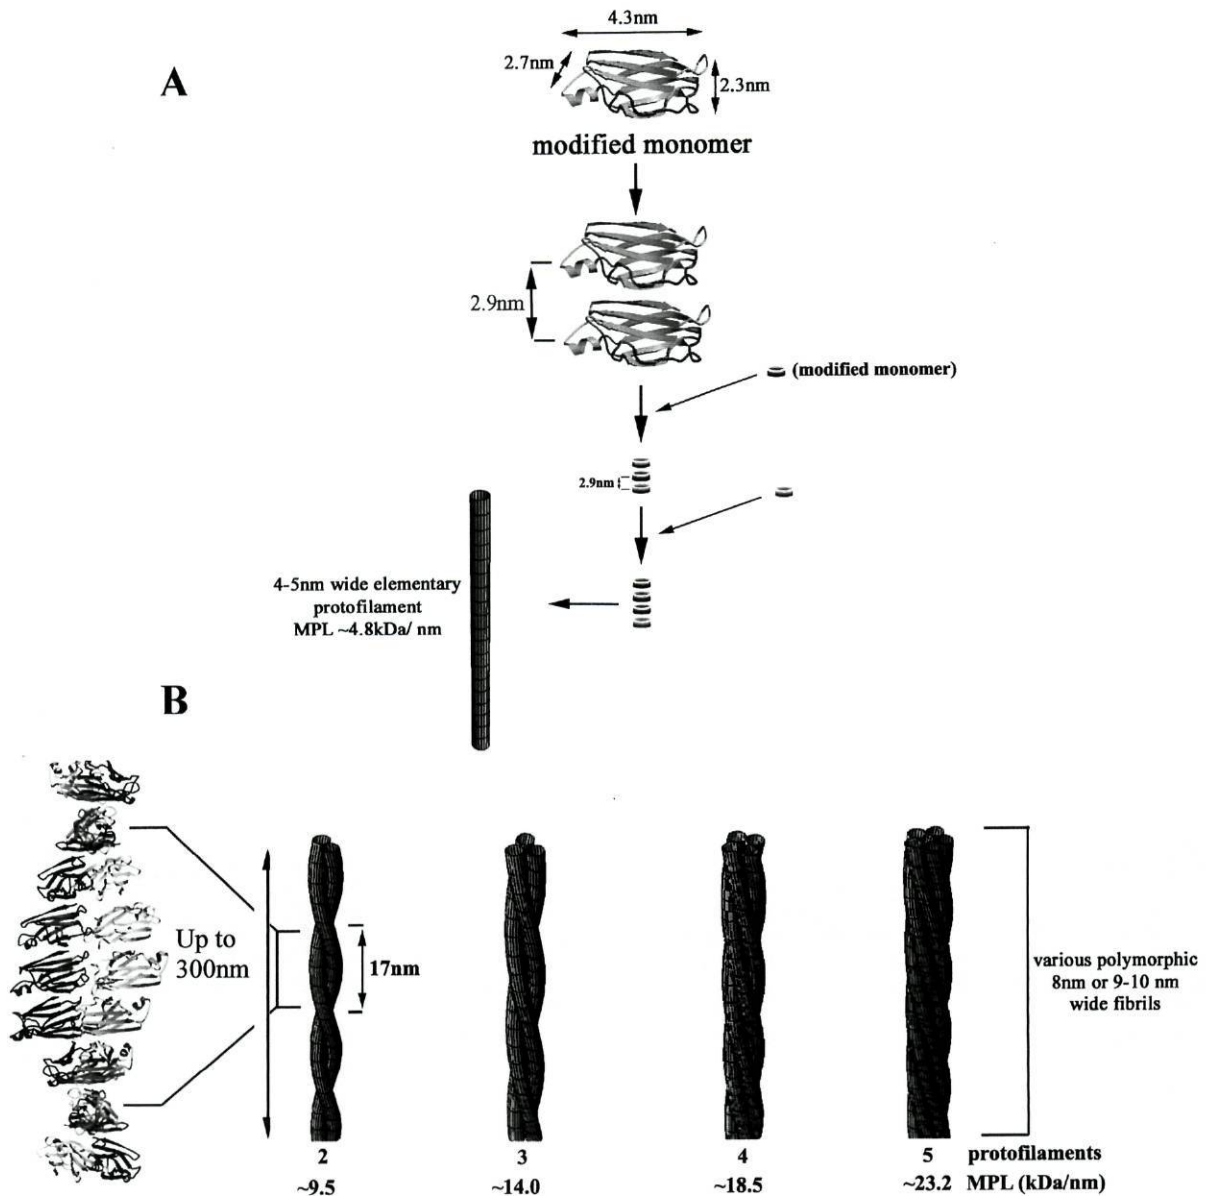 A
4.3nm
2.7nm
2.3nm
modified monomer
2.9nm
(modified monomer)
2.9nm
4-5nm wide elementary
protofilament
MPL ~4.8kDa/ nm
B
Up to
300nm
17nm
various polymorphic
8nm or 9-10 nm
wide fibrils
2 3 4 5 protofilaments
~9.5 ~14.0 ~18.5 ~23.2 MPL (kDa/nm)